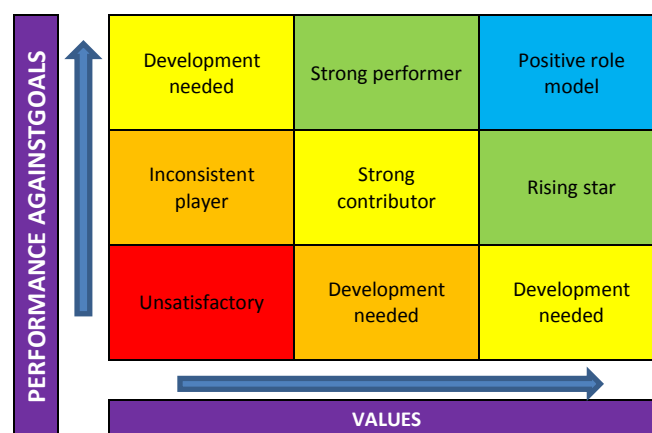 PERFORMANCE AGAINSTGOALS
Development
needed
Strong performer
Positive role
model
Inconsistent
player
Strong
contributor
Rising star
Unsatisfactory
Development
needed
Development
needed
VALUES